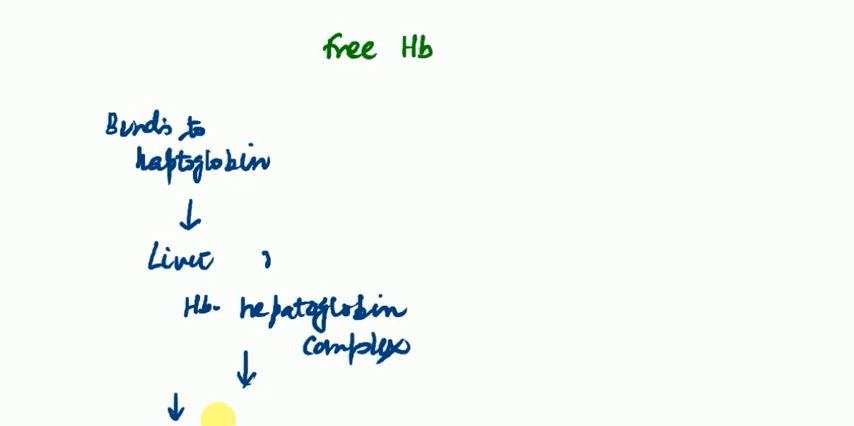 free Hb
Binds to
haptoglobin
↓
Liver
Hb- hepatoglobin
complex
↓
↓